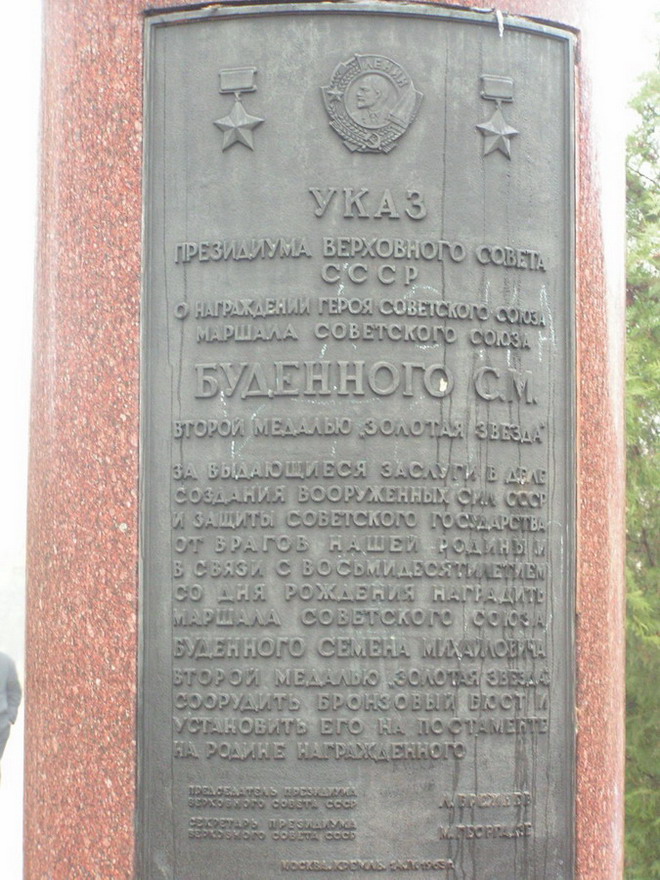 ЛЕНИН
УКАЗ
ПРЕЗИДИУМА ВЕРХОВНОГО СОВЕТА
СССР
О НАГРАЖДЕНИИ ГЕРОЯ СОВЕТСКОГО СОЮЗА
МАРШАЛА СОВЕТСКОГО СОЮЗА
БУДЕННОГО С.М.
ВТОРОЙ МЕДАЛЬЮ „ЗОЛОТАЯ ЗВЕЗДА"
ЗА ВЫДАЮЩИЕСЯ ЗАСЛУГИ В ДЕЛЕ
СОЗДАНИЯ ВООРУЖЕННЫХ СИЛ СССР
И ЗАЩИТЫ СОВЕТСКОГО ГОСУДАРСТВА
ОТ ВРАГОВ НАШЕЙ РОДИНЫ И
В СВЯЗИ С ВОСЬМИДЕСЯТИЛЕТИЕМ
СО ДНЯ РОЖДЕНИЯ НАГРАДИТЬ
МАРШАЛА СОВЕТСКОГО СОЮЗА
БУДЕННОГО СЕМЕНА МИХАЙЛОВИЧА
ВТОРОЙ МЕДАЛЬЮ „ЗОЛОТАЯ ЗВЕЗДА"
СООРУДИТЬ БРОНЗОВЫЙ БЮСТ И
УСТАНОВИТЬ ЕГО НА ПОСТАМЕНТЕ
НА РОДИНЕ НАГРАЖДЕННОГО
ПРЕДСЕДАТЕЛЬ ПРЕЗИДИУМА
ВЕРХОВНОГО СОВЕТА СССР Л. БРЕЖНЕВ
СЕКРЕТАРЬ ПРЕЗИДИУМА
ВЕРХОВНОГО СОВЕТА СССР М. ГЕОРГАДЗЕ
МОСКВА. КРЕМЛЬ. 1963 г.